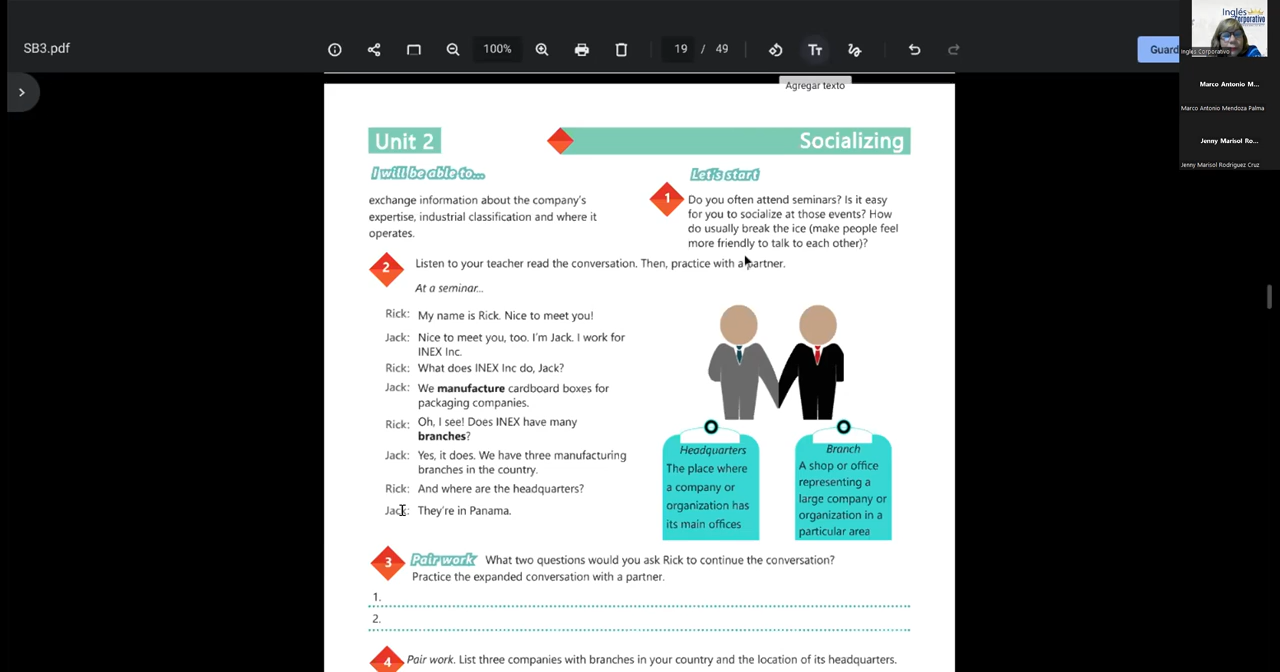 SB3.pdf
100%
19 / 49
Guar
Agregar texto
Inglés
Corporativo
Inglés Corporativo
Marco Antonio M...
Marco Antonio Mendoza Palma
Jenny Marisol Ro...
Jenny Marisol Rodriguez Cruz
Unit 2
Socializing
I will be able to...
exchange information about the company's
expertise, industrial classification and where it
operates.
Let's start
1 Do you often attend seminars? Is it easy
for you to socialize at those events? How
do usually break the ice (make people feel
more friendly to talk to each other)?
2 Listen to your teacher read the conversation. Then, practice with a partner.
At a seminar...
Rick: My name is Rick. Nice to meet you!
Jack: Nice to meet you, too. I'm Jack. I work for
INEX Inc.
Rick: What does INEX Inc do, Jack?
Jack: We manufacture cardboard boxes for
packaging companies.
Rick: Oh, I see! Does INEX have many
branches?
Jack: Yes, it does. We have three manufacturing
branches in the country.
Rick: And where are the headquarters?
Jack: They're in Panama.
Headquarters
The place where
a company or
organization has
its main offices
Branch
A shop or office
representing a
large company or
organization in a
particular area
3 Pair work What two questions would you ask Rick to continue the conversation?
Practice the expanded conversation with a partner.
1.
2.
4 Pair work. List three companies with branches in your country and the location of its headquarters.